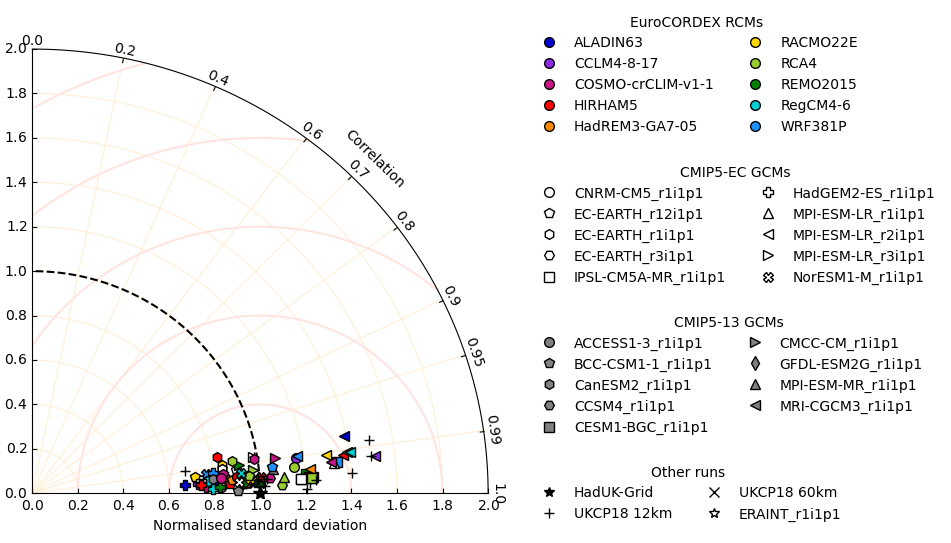 0.0
0.2
0.4
0.6
0.7
0.8
0.9
0.95
0.99
1.0
Correlation
2.0
1.8
1.6
1.4
1.2
1.0
0.8
0.6
0.4
0.2
0.0
0.0 0.2 0.4 0.6 0.8 1.0 1.2 1.4 1.6 1.8 2.0
Normalised standard deviation
EuroCORDEX RCMs
ALADIN63 RACMO22E
CCLM4-8-17 RCA4
COSMO-crCLIM-v1-1 REMO2015
HIRHAM5 RegCM4-6
HadREM3-GA7-05 WRF381P
CMIP5-EC GCMs
CNRM-CM5_r1i1p1 HadGEM2-ES_r1i1p1
EC-EARTH_r12i1p1 MPI-ESM-LR_r1i1p1
EC-EARTH_r1i1p1 MPI-ESM-LR_r2i1p1
EC-EARTH_r3i1p1 MPI-ESM-LR_r3i1p1
IPSL-CM5A-MR_r1i1p1 NorESM1-M_r1i1p1
CMIP5-13 GCMs
ACCESS1-3_r1i1p1 CMCC-CM_r1i1p1
BCC-CSM1-1_r1i1p1 GFDL-ESM2G_r1i1p1
CanESM2_r1i1p1 MPI-ESM-MR_r1i1p1
CCSM4_r1i1p1 MRI-CGCM3_r1i1p1
CESM1-BGC_r1i1p1
Other runs
HadUK-Grid UKCP18 60km
UKCP18 12km ERAINT_r1i1p1